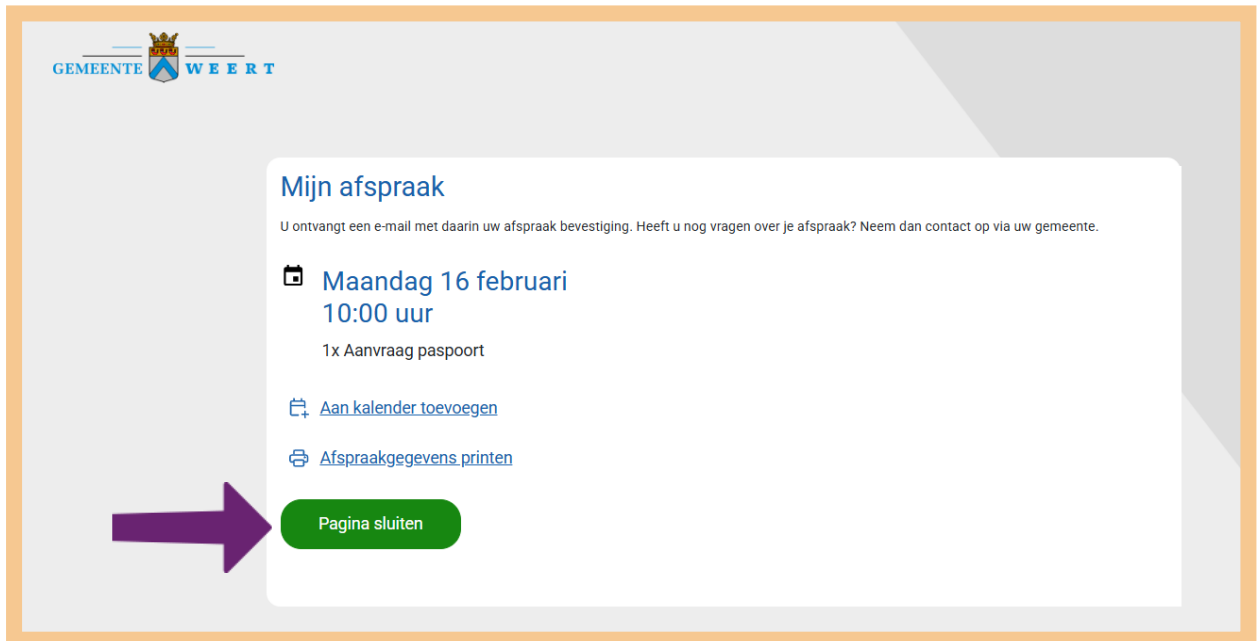 GEMEENTE WEERT
Mijn afspraak
U ontvangt een e-mail met daarin uw afspraak bevestiging. Heeft u nog vragen over je afspraak? Neem dan contact op via uw gemeente.
Maandag 16 februari
10:00 uur
1x Aanvraag paspoort
Aan kalender toevoegen
Afspraakgegevens printen
Pagina sluiten